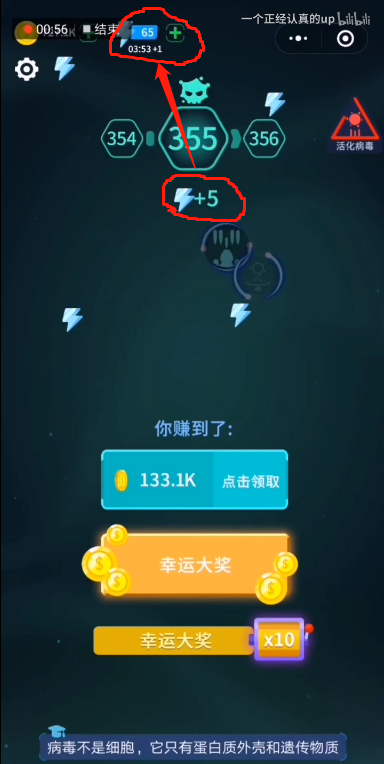 一个正经认真的up bilibili
00:56 结束
65
03:53 +1
354 355 356
活化病毒
+5
你赚到了:
133.1K 点击领取
幸运大奖
幸运大奖 x10
病毒不是细胞，它只有蛋白质外壳和遗传物质